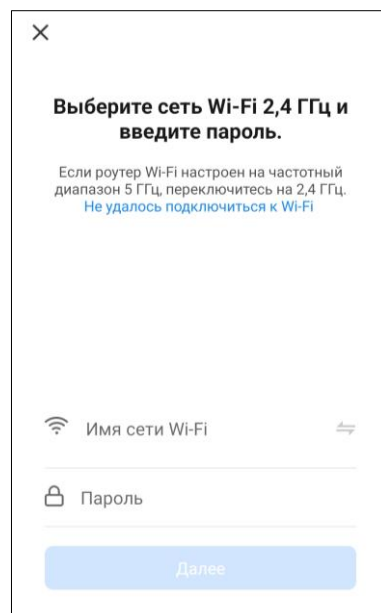 Выберите сеть Wi-Fi 2,4 ГГц и
введите пароль.
Если роутер Wi-Fi настроен на частотный
диапазон 5 ГГц, переключитесь на 2,4 ГГц.
Не удалось подключиться к Wi-Fi
Имя сети Wi-Fi
Пароль
Далее